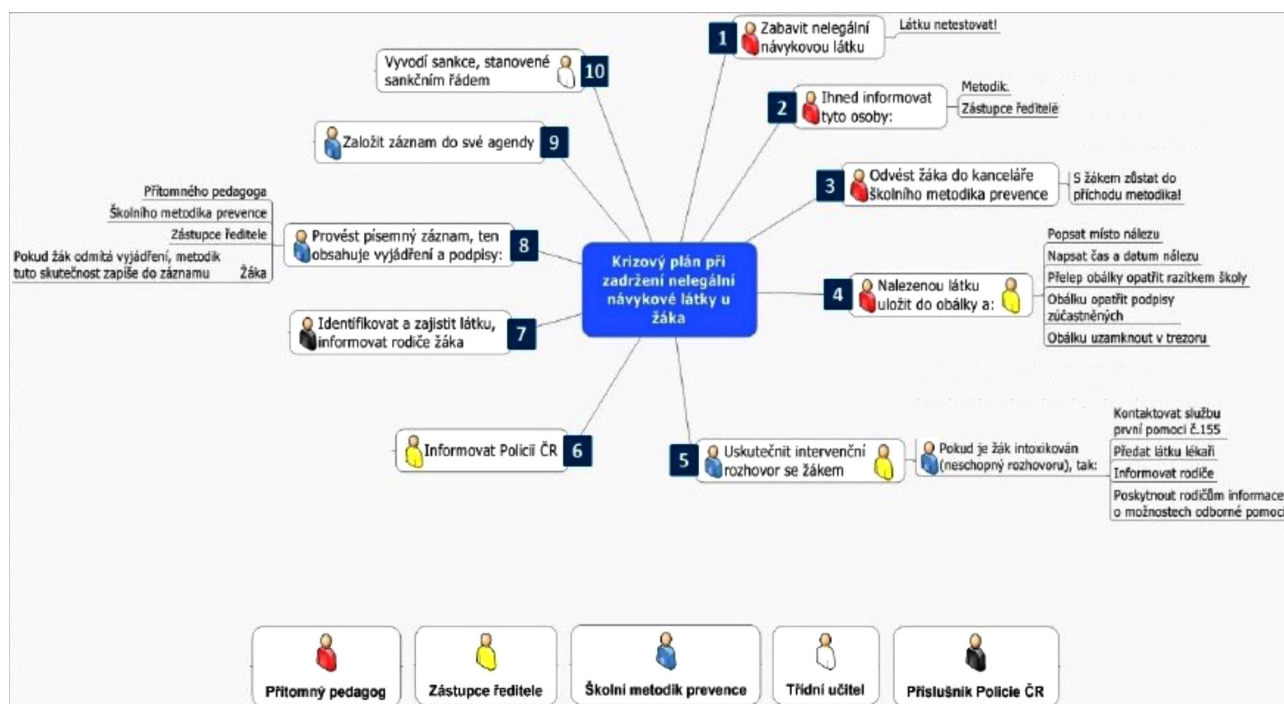 Krizový plán při
zadržení nelegální
návykové látky u
žáka
1
Zabavit nelegální
návykovou látku
Látku netestovat!
2
Ihned informovat
tyto osoby:
Metodik.
Zástupce ředitele
3
Odvést žáka do kanceláře
školního metodika prevence
S žákem zůstat do
příchodu metodika!
4
Nalezenou látku
uložit do obálky a:
Popsat místo nálezu
Napsat čas a datum nálezu
Přelep obálky opatřit razítkem školy
Obálku opatřit podpisy
zúčastněných
Obálku uzamknout v trezoru
5
Uskutečnit intervenční
rozhovor se žákem
Pokud je žák intoxikován
(neschopný rozhovoru), tak:
Kontaktovat službu
první pomoci č.155
Předat látku lékaři
Informovat rodiče
Poskytnout rodičům informace
o možnostech odborné pomoci
6
Informovat Policii ČR
7
Identifikovat a zajistit látku,
informovat rodiče žáka
8
Provést písemný záznam, ten
obsahuje vyjádření a podpisy:
Přítomného pedagoga
Školního metodika prevence
Zástupce ředitele
Pokud žák odmítá vyjádření, metodik
tuto skutečnost zapíše do záznamu
Žáka
9
Založit záznam do své agendy
10
Vyvodí sankce, stanovené
sankčním řádem
Přítomný pedagog
Zástupce ředitele
Školní metodik prevence
Třídní učitel
Příslušník Policie ČR